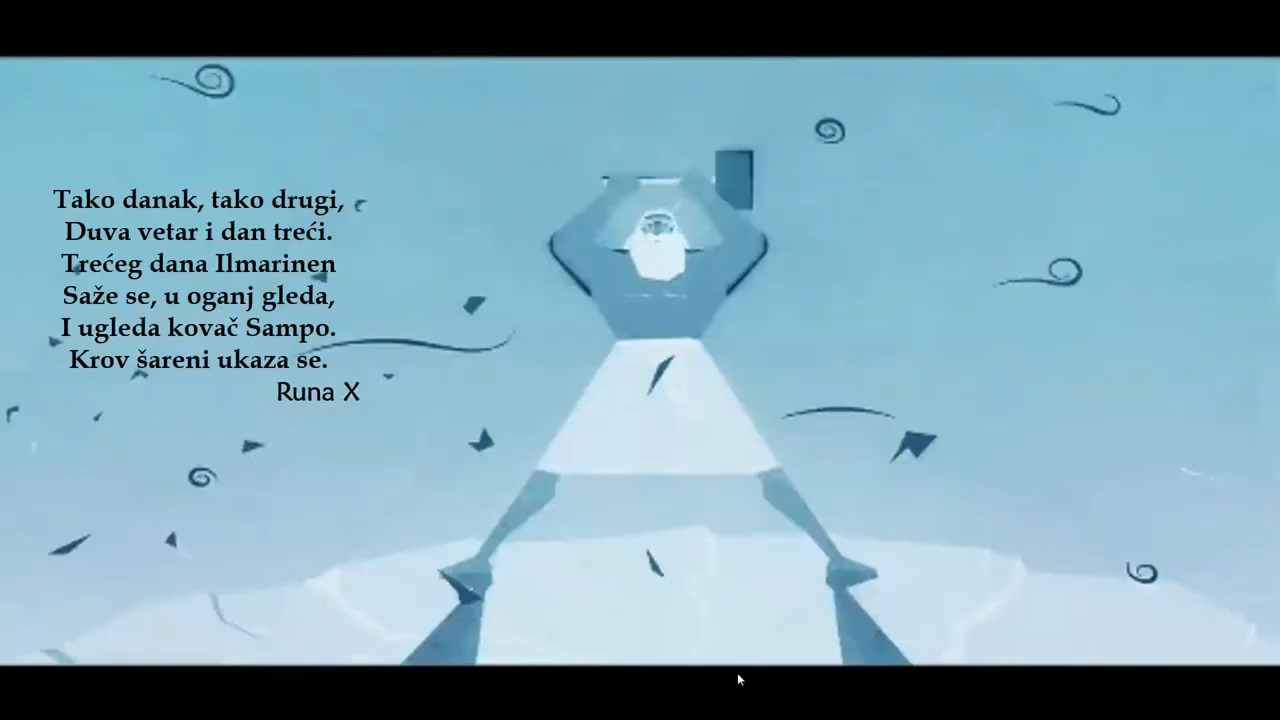 Tako danak, tako drugi,
Duva vetar i dan treći.
Trećeg dana Ilmarinen
Saže se, u oganj gleda,
I ugleda kovač Sampo.
Krov šareni ukaza se.
Runa X